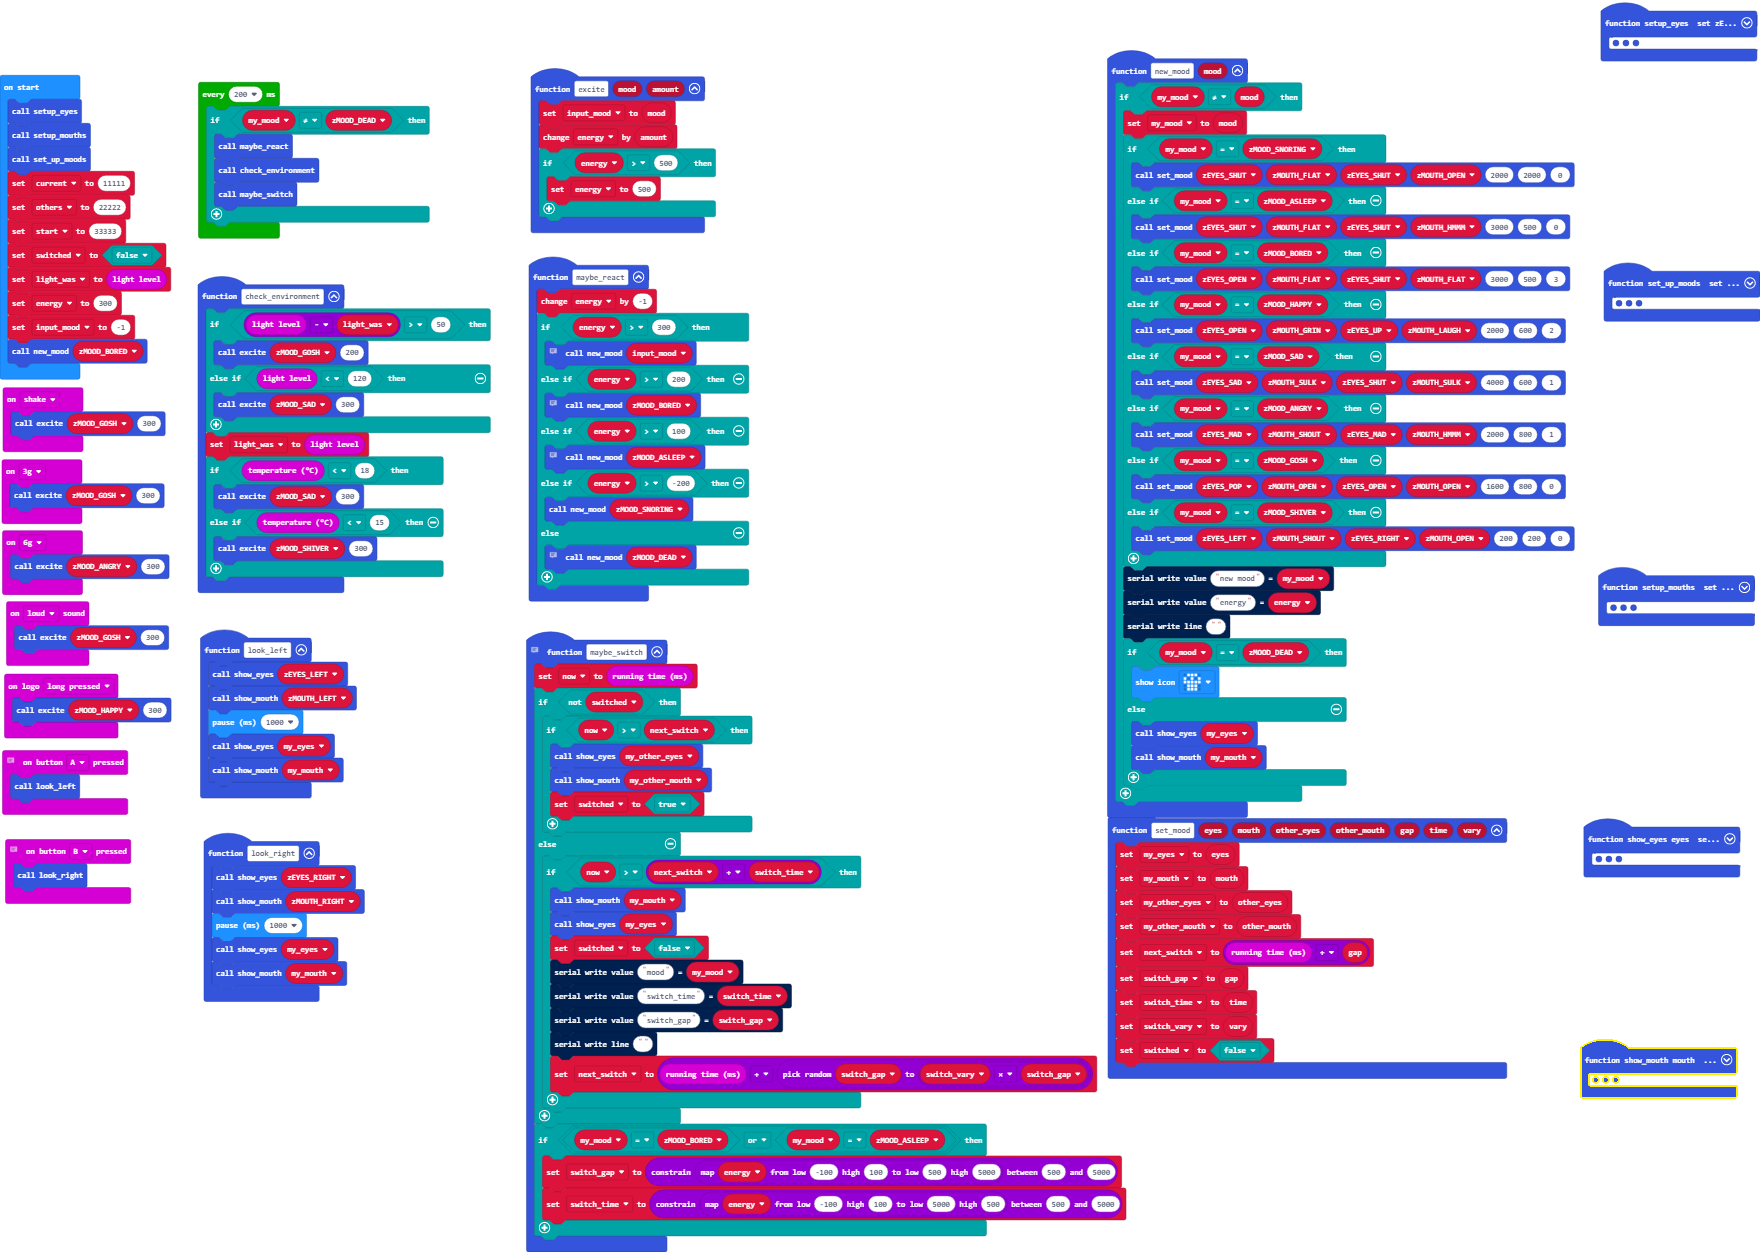 on start
call setup_eyes
call setup_mouths
call set_up_moods
set current to 11111
set others to 22222
set start to 33333
set switched to false
set light_was to light level
set energy to 300
set input_mood to -1
call new_mood zMOOD_BORED
on shake
call excite zMOOD_GOSH 300
on 3g
call excite zMOOD_GOSH 300
on 6g
call excite zMOOD_ANGRY 300
on loud sound
call excite zMOOD_GOSH 300
on logo long pressed
call excite zMOOD_HAPPY 300
on button A pressed
call look_left
on button B pressed
call look_right
every 200 ms
if my_mood ≠ zMOOD_DEAD then
call maybe_react
call check_environment
call maybe_switch
function check_environment
if light level - light_was > 50 then
call excite zMOOD_GOSH 200
else if light level < 120 then
call excite zMOOD_SAD 300
set light_was to light level
if temperature (°C) < 18 then
call excite zMOOD_SAD 300
else if temperature (°C) < 15 then
call excite zMOOD_SHIVER 300
function look_left
call show_eyes zEYES_LEFT
call show_mouth zMOUTH_LEFT
pause (ms) 1000
call show_eyes my_eyes
call show_mouth my_mouth
function look_right
call show_eyes zEYES_RIGHT
call show_mouth zMOUTH_RIGHT
pause (ms) 1000
call show_eyes my_eyes
call show_mouth my_mouth
function excite mood amount
set input_mood to mood
change energy by amount
if energy > 500 then
set energy to 500
function maybe_react
change energy by -1
if energy > 300 then
call new_mood input_mood
else if energy > 200 then
call new_mood zMOOD_BORED
else if energy > 100 then
call new_mood zMOOD_ASLEEP
else if energy > -200 then
call new_mood zMOOD_SNORING
else
call new_mood zMOOD_DEAD
function maybe_switch
set now to running time (ms)
if not switched then
if now > next_switch then
call show_eyes my_other_eyes
call show_mouth my_other_mouth
set switched to true
else
if now > next_switch + switch_time then
call show_mouth my_mouth
call show_eyes my_eyes
set switched to false
serial write value "mood" = my_mood
serial write value "switch_time" = switch_time
serial write value "switch_gap" = switch_gap
serial write line ""
set next_switch to running time (ms) + pick random switch_gap to switch_vary × switch_gap
if my_mood = zMOOD_BORED or my_mood = zMOOD_ASLEEP then
set switch_gap to constrain map energy from low -100 high 100 to low 500 high 5000 between 500 and 5000
set switch_time to constrain map energy from low -100 high 100 to low 5000 high 500 between 500 and 5000
function new_mood mood
if my_mood ≠ mood then
set my_mood to mood
if my_mood = zMOOD_SNORING then
call set_mood zEYES_SHUT zMOUTH_FLAT zEYES_SHUT zMOUTH_OPEN 2000 2000 0
else if my_mood = zMOOD_ASLEEP then
call set_mood zEYES_SHUT zMOUTH_FLAT zEYES_SHUT zMOUTH_HMMM 3000 500 0
else if my_mood = zMOOD_BORED then
call set_mood zEYES_OPEN zMOUTH_FLAT zEYES_SHUT zMOUTH_FLAT 3000 500 3
else if my_mood = zMOOD_HAPPY then
call set_mood zEYES_OPEN zMOUTH_GRIN zEYES_UP zMOUTH_LAUGH 2000 600 2
else if my_mood = zMOOD_SAD then
call set_mood zEYES_SAD zMOUTH_SULK zEYES_SHUT zMOUTH_SULK 4000 600 1
else if my_mood = zMOOD_ANGRY then
call set_mood zEYES_MAD zMOUTH_SHOUT zEYES_MAD zMOUTH_HMMM 2000 800 1
else if my_mood = zMOOD_GOSH then
call set_mood zEYES_POP zMOUTH_OPEN zEYES_OPEN zMOUTH_OPEN 1600 800 0
else if my_mood = zMOOD_SHIVER then
call set_mood zEYES_LEFT zMOUTH_SHOUT zEYES_RIGHT zMOUTH_OPEN 200 200 0
serial write value "new mood" = my_mood
serial write value "energy" = energy
serial write line ""
if my_mood = zMOOD_DEAD then
show icon
else
call show_eyes my_eyes
call show_mouth my_mouth
function set_mood eyes mouth other_eyes other_mouth gap time vary
set my_eyes to eyes
set my_mouth to mouth
set my_other_eyes to other_eyes
set my_other_mouth to other_mouth
set next_switch to running time (ms) + gap
set switch_gap to gap
set switch_time to time
set switch_vary to vary
set switched to false
function setup_eyes set zE...
function set_up_moods set ...
function setup_mouths set ...
function show_eyes eyes se...
function show_mouth mouth ...